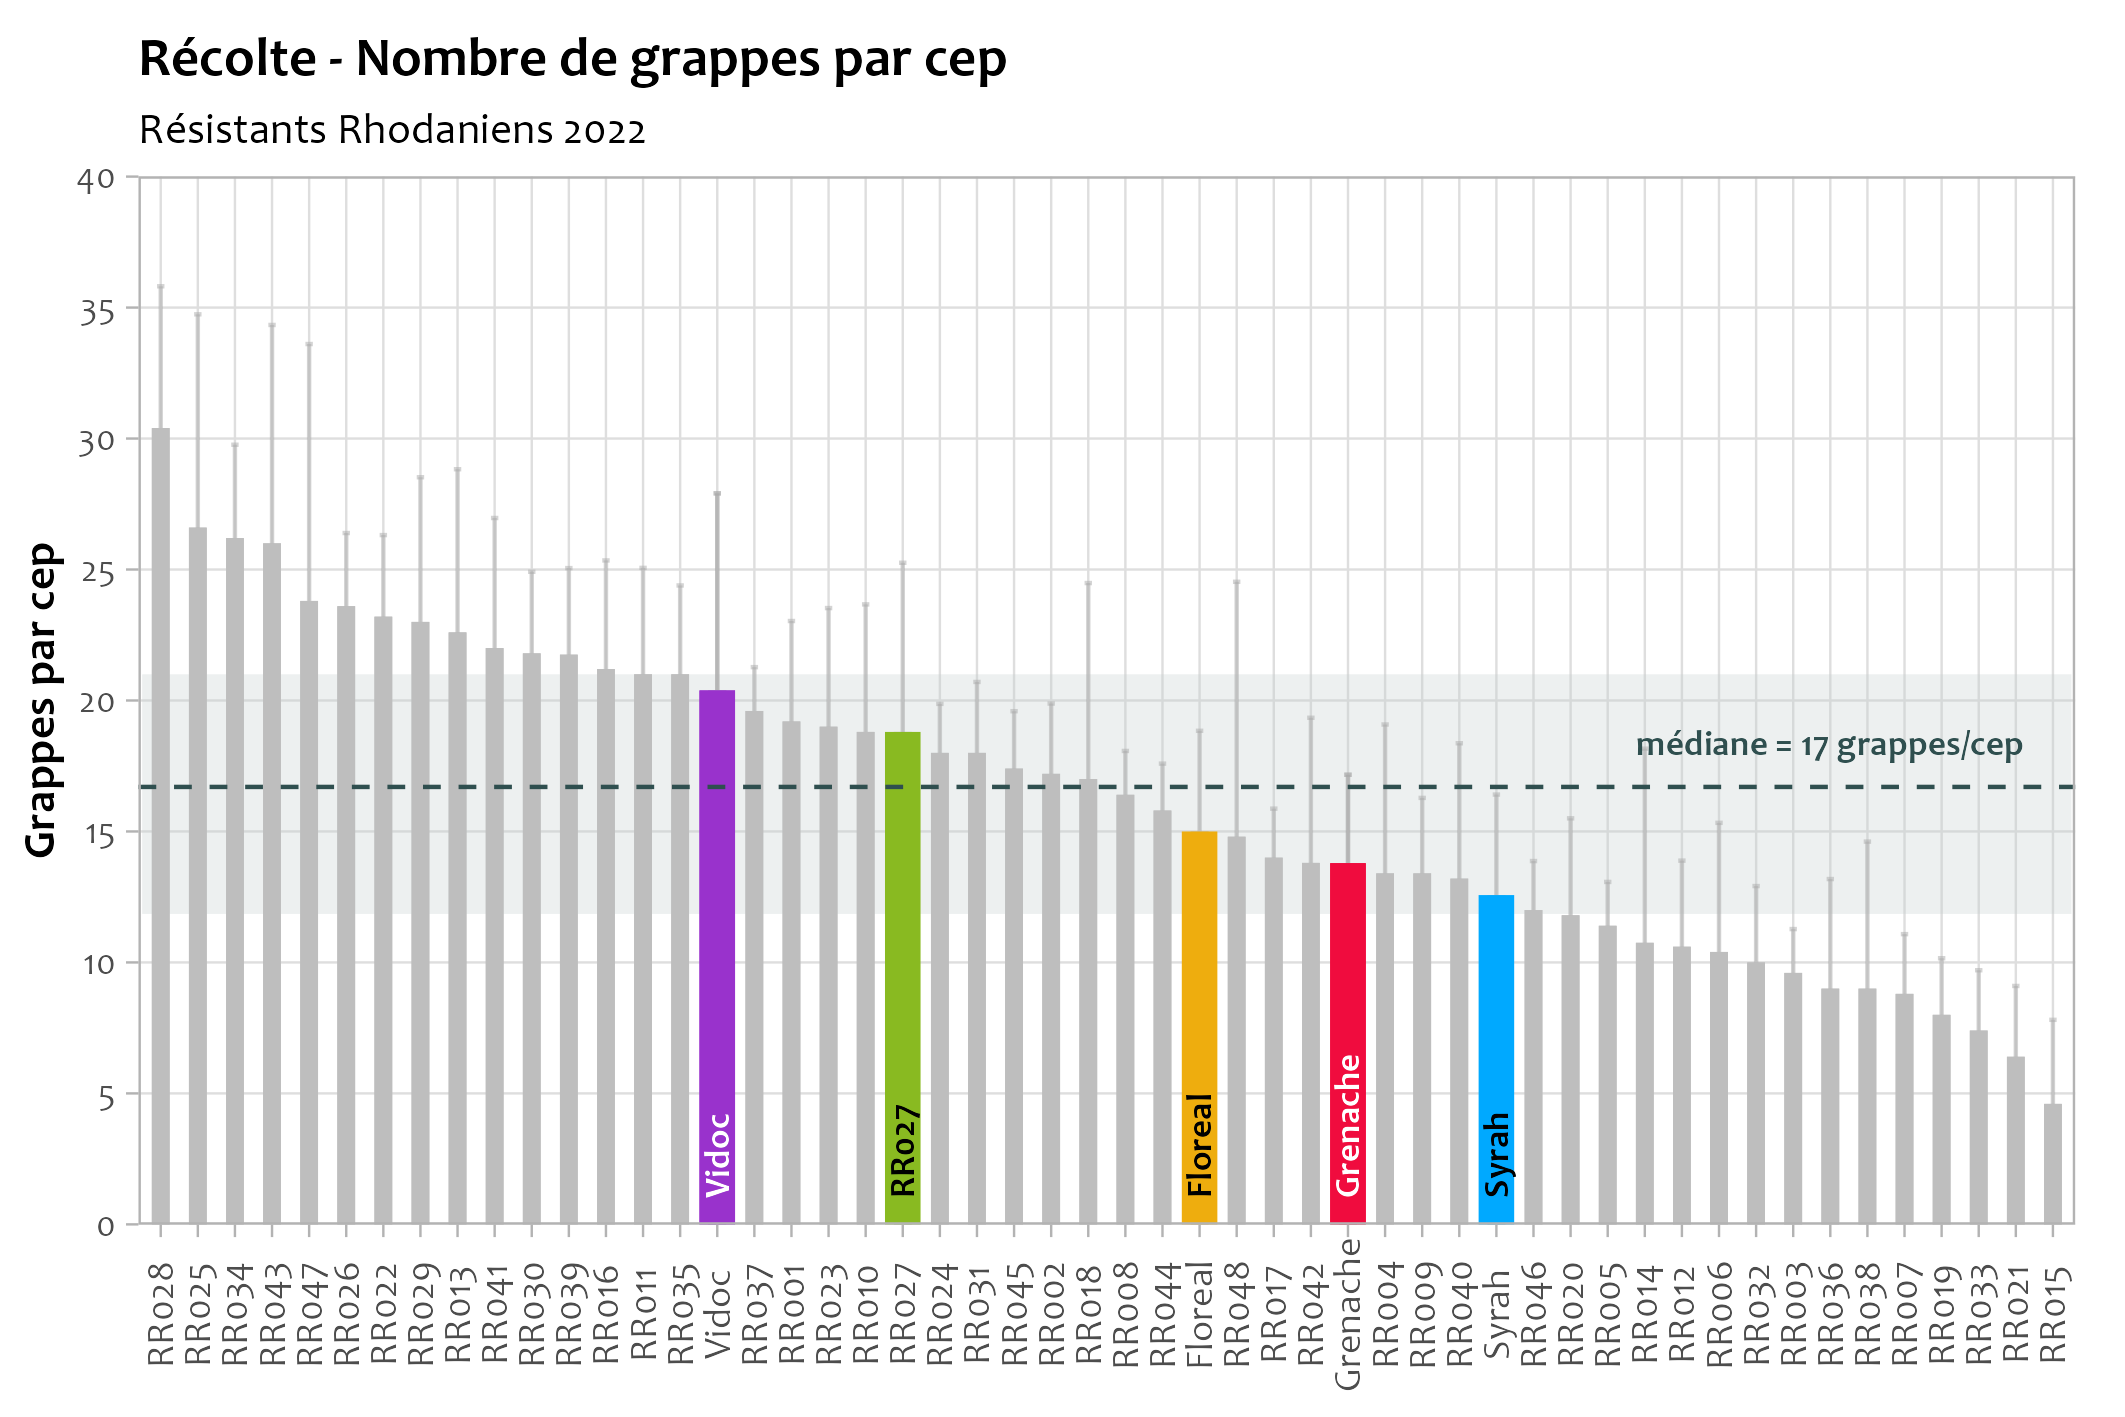 Récolte - Nombre de grappes par cep
Résistants Rhodaniens 2022
Grappes par cep
40
35
30
25
20
15
10
5
0
médiane = 17 grappes/cep
Vidoc
RR027
Floreal
Grenache
Syrah
RR028
RR025
RR034
RR043
RR047
RR026
RR022
RR029
RR013
RR041
RR030
RR039
RR016
RR011
RR035
Vidoc
RR037
RR001
RR023
RR010
RR027
RR024
RR031
RR045
RR002
RR018
RR008
RR044
Floreal
RR048
RR017
RR042
Grenache
RR004
RR009
RR040
Syrah
RR046
RR020
RR005
RR014
RR012
RR006
RR032
RR003
RR036
RR038
RR007
RR019
RR033
RR021
RR015